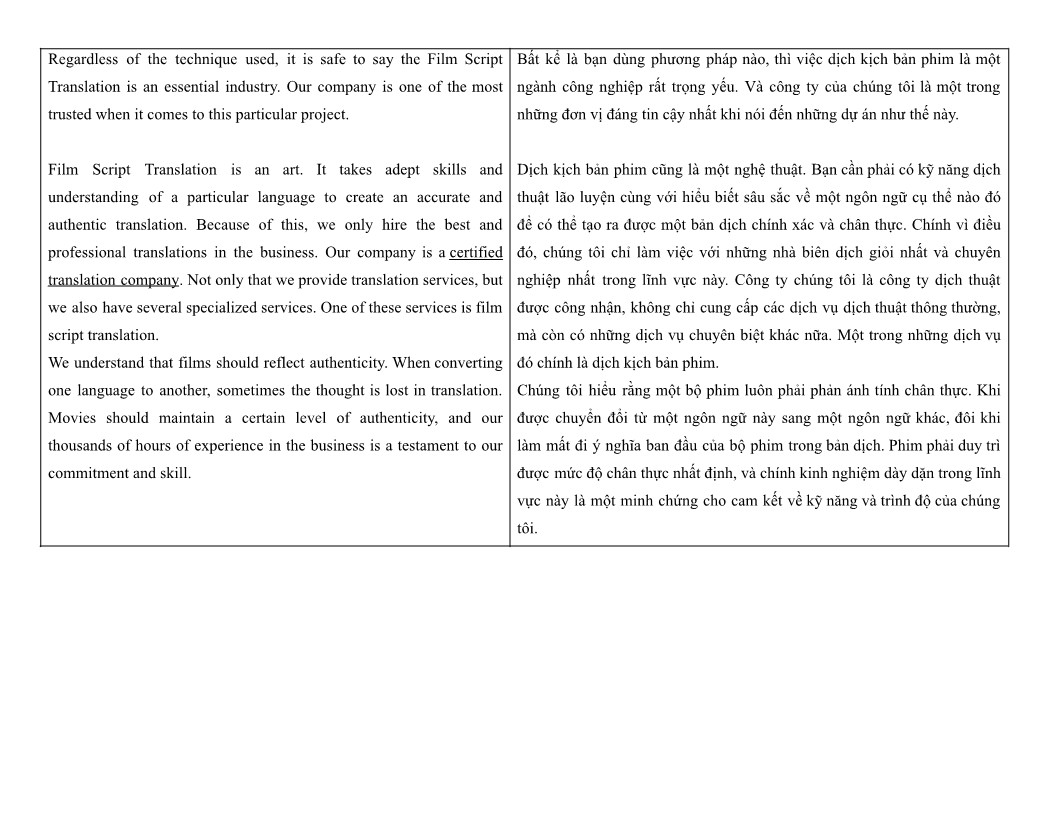 Regardless of the technique used, it is safe to say the Film Script
Translation is an essential industry. Our company is one of the most
trusted when it comes to this particular project.
Film Script Translation is an art. It takes adept skills and
understanding of a particular language to create an accurate and
authentic translation. Because of this, we only hire the best and
professional translations in the business. Our company is a certified
translation company. Not only that we provide translation services, but
we also have several specialized services. One of these services is film
script translation.
We understand that films should reflect authenticity. When converting
one language to another, sometimes the thought is lost in translation.
Movies should maintain a certain level of authenticity, and our
thousands of hours of experience in the business is a testament to our
commitment and skill.
Bất kể là bạn dùng phương pháp nào, thì việc dịch kịch bản phim là một
ngành công nghiệp rất trọng yếu. Và công ty của chúng tôi là một trong
những đơn vị đáng tin cậy nhất khi nói đến những dự án như thế này.
Dịch kịch bản phim cũng là một nghệ thuật. Bạn cần phải có kỹ năng dịch
thuật lão luyện cùng với hiểu biết sâu sắc về một ngôn ngữ cụ thể nào đó
để có thể tạo ra được một bản dịch chính xác và chân thực. Chính vì điều
đó, chúng tôi chỉ làm việc với những nhà biên dịch giỏi nhất và chuyên
nghiệp nhất trong lĩnh vực này. Công ty chúng tôi là công ty dịch thuật
được công nhận, không chỉ cung cấp các dịch vụ dịch thuật thông thường,
mà còn có những dịch vụ chuyên biệt khác nữa. Một trong những dịch vụ
đó chính là dịch kịch bản phim.
Chúng tôi hiểu rằng một bộ phim luôn phải phản ánh tính chân thực. Khi
được chuyển đổi từ một ngôn ngữ này sang một ngôn ngữ khác, đôi khi
làm mất đi ý nghĩa ban đầu của bộ phim trong bản dịch. Phim phải duy trì
được mức độ chân thực nhất định, và chính kinh nghiệm dày dặn trong lĩnh
vực này là một minh chứng cho cam kết về kỹ năng và trình độ của chúng
tôi.